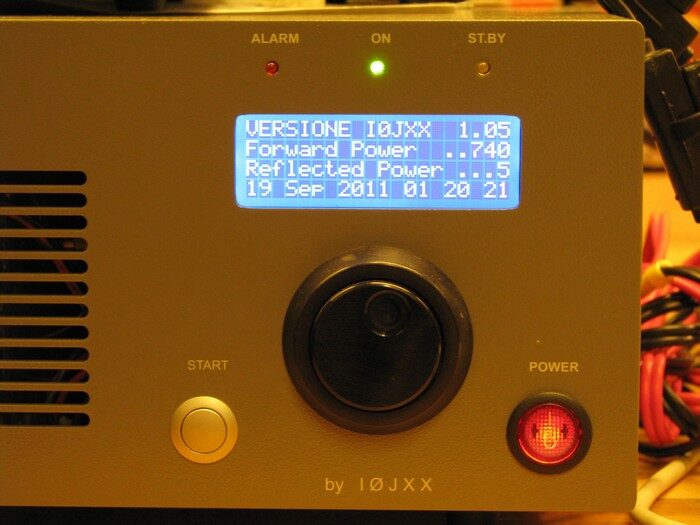 ALARM ON ST.BY
VERSIONE IØJXX 1.05
Forward Power ..740
Reflected Power ...5
19 Sep 2011 01 20 21
START
POWER
by IØJXX